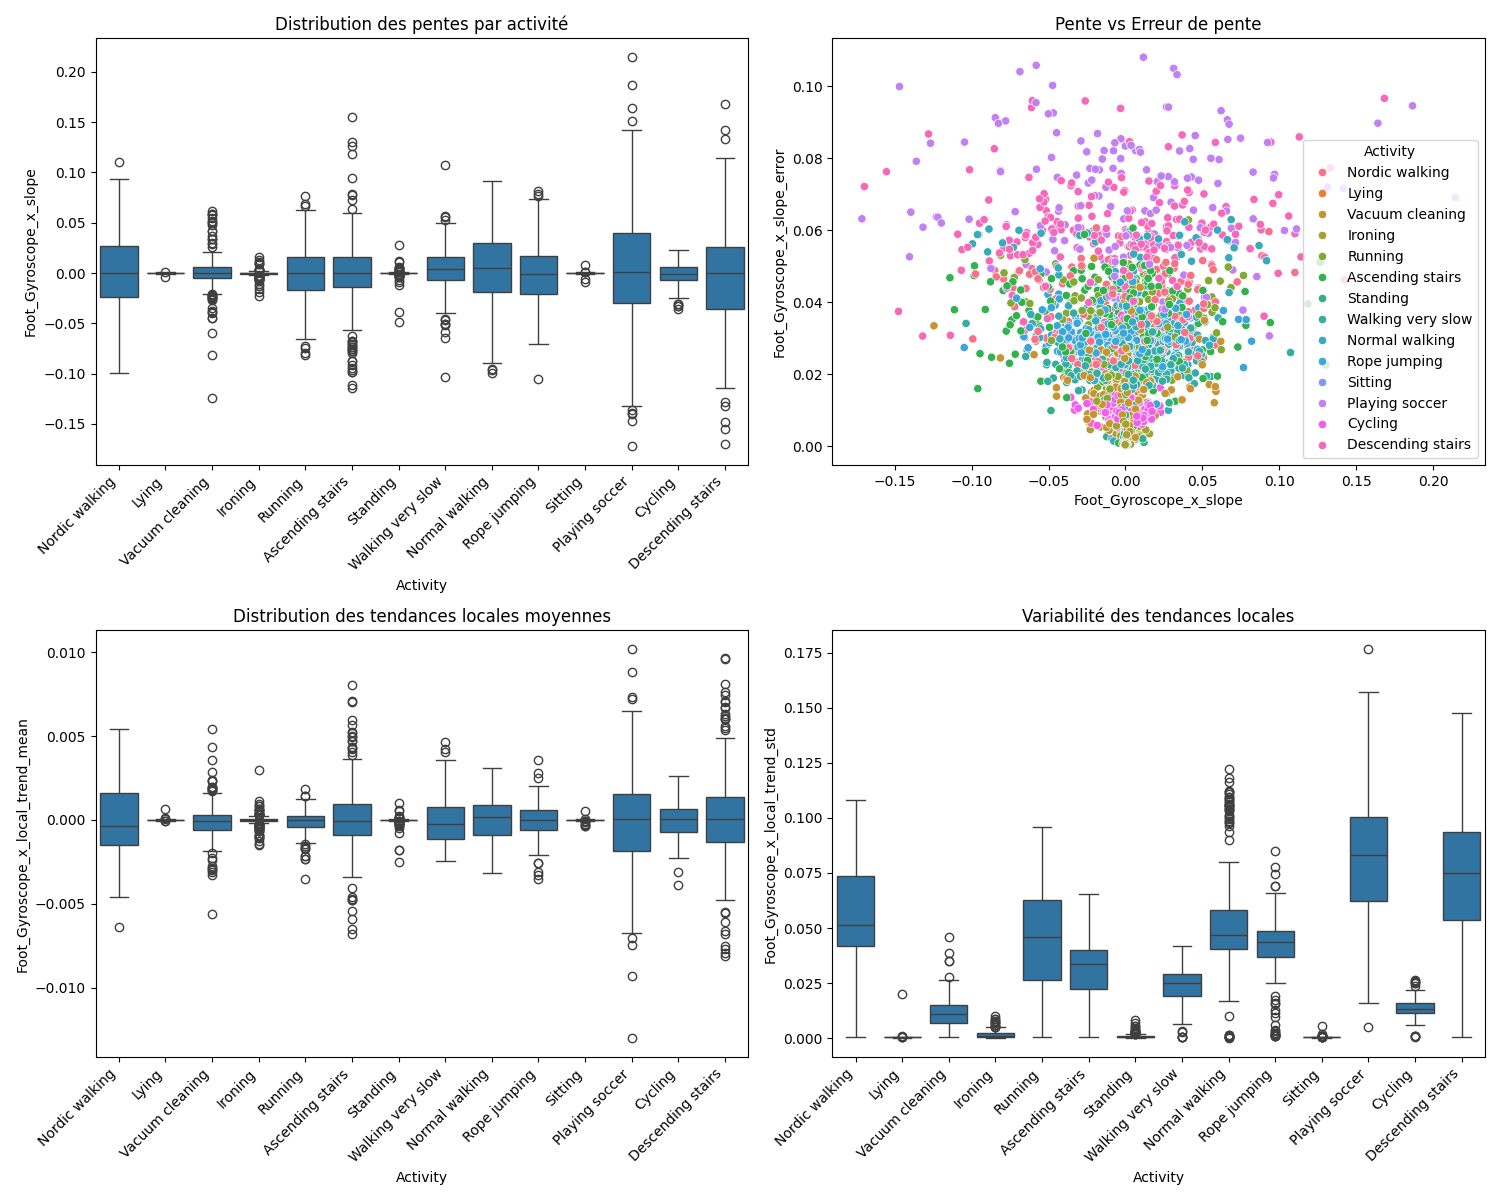 Distribution des pentes par activité
Foot_Gyroscope_x_slope
0.20
0.15
0.10
0.05
0.00
−0.05
−0.10
−0.15
Nordic walking
Lying
Vacuum cleaning
Ironing
Running
Ascending stairs
Standing
Walking very slow
Normal walking
Rope jumping
Sitting
Playing soccer
Cycling
Descending stairs
Activity
Pente vs Erreur de pente
Foot_Gyroscope_x_slope_error
0.10
0.08
0.06
0.04
0.02
0.00
−0.15
−0.10
−0.05
0.00
0.05
0.10
0.15
0.20
Foot_Gyroscope_x_slope
Activity
Nordic walking
Lying
Vacuum cleaning
Ironing
Running
Ascending stairs
Standing
Walking very slow
Normal walking
Rope jumping
Sitting
Playing soccer
Cycling
Descending stairs
Distribution des tendances locales moyennes
Foot_Gyroscope_x_local_trend_mean
0.010
0.005
0.000
−0.005
−0.010
Nordic walking
Lying
Vacuum cleaning
Ironing
Running
Ascending stairs
Standing
Walking very slow
Normal walking
Rope jumping
Sitting
Playing soccer
Cycling
Descending stairs
Activity
Variabilité des tendances locales
Foot_Gyroscope_x_local_trend_std
0.175
0.150
0.125
0.100
0.075
0.050
0.025
0.000
Nordic walking
Lying
Vacuum cleaning
Ironing
Running
Ascending stairs
Standing
Walking very slow
Normal walking
Rope jumping
Sitting
Playing soccer
Cycling
Descending stairs
Activity